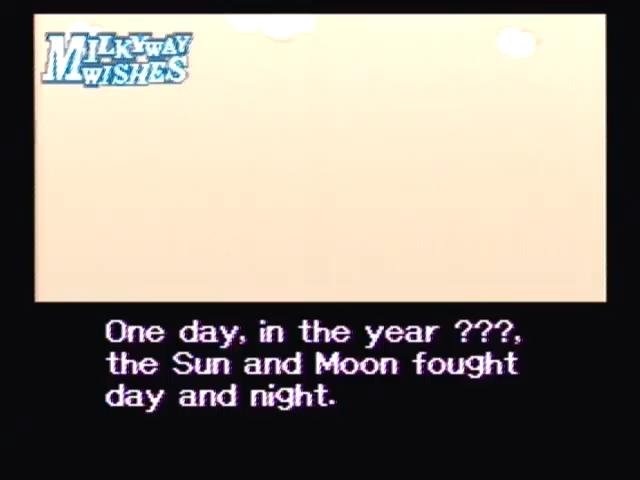 MILKYWAY
WISHES
One day, in the year ???,
the Sun and Moon fought
day and night.